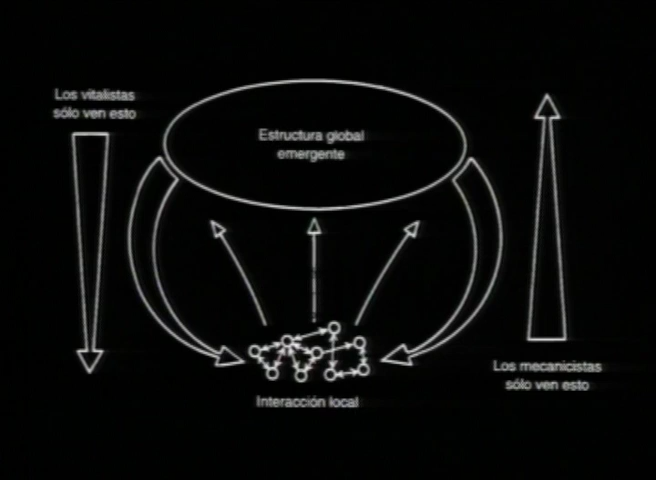 Los vitalistas
sólo ven esto
Estructura global
emergente
Los mecanicistas
sólo ven esto
Interacción local